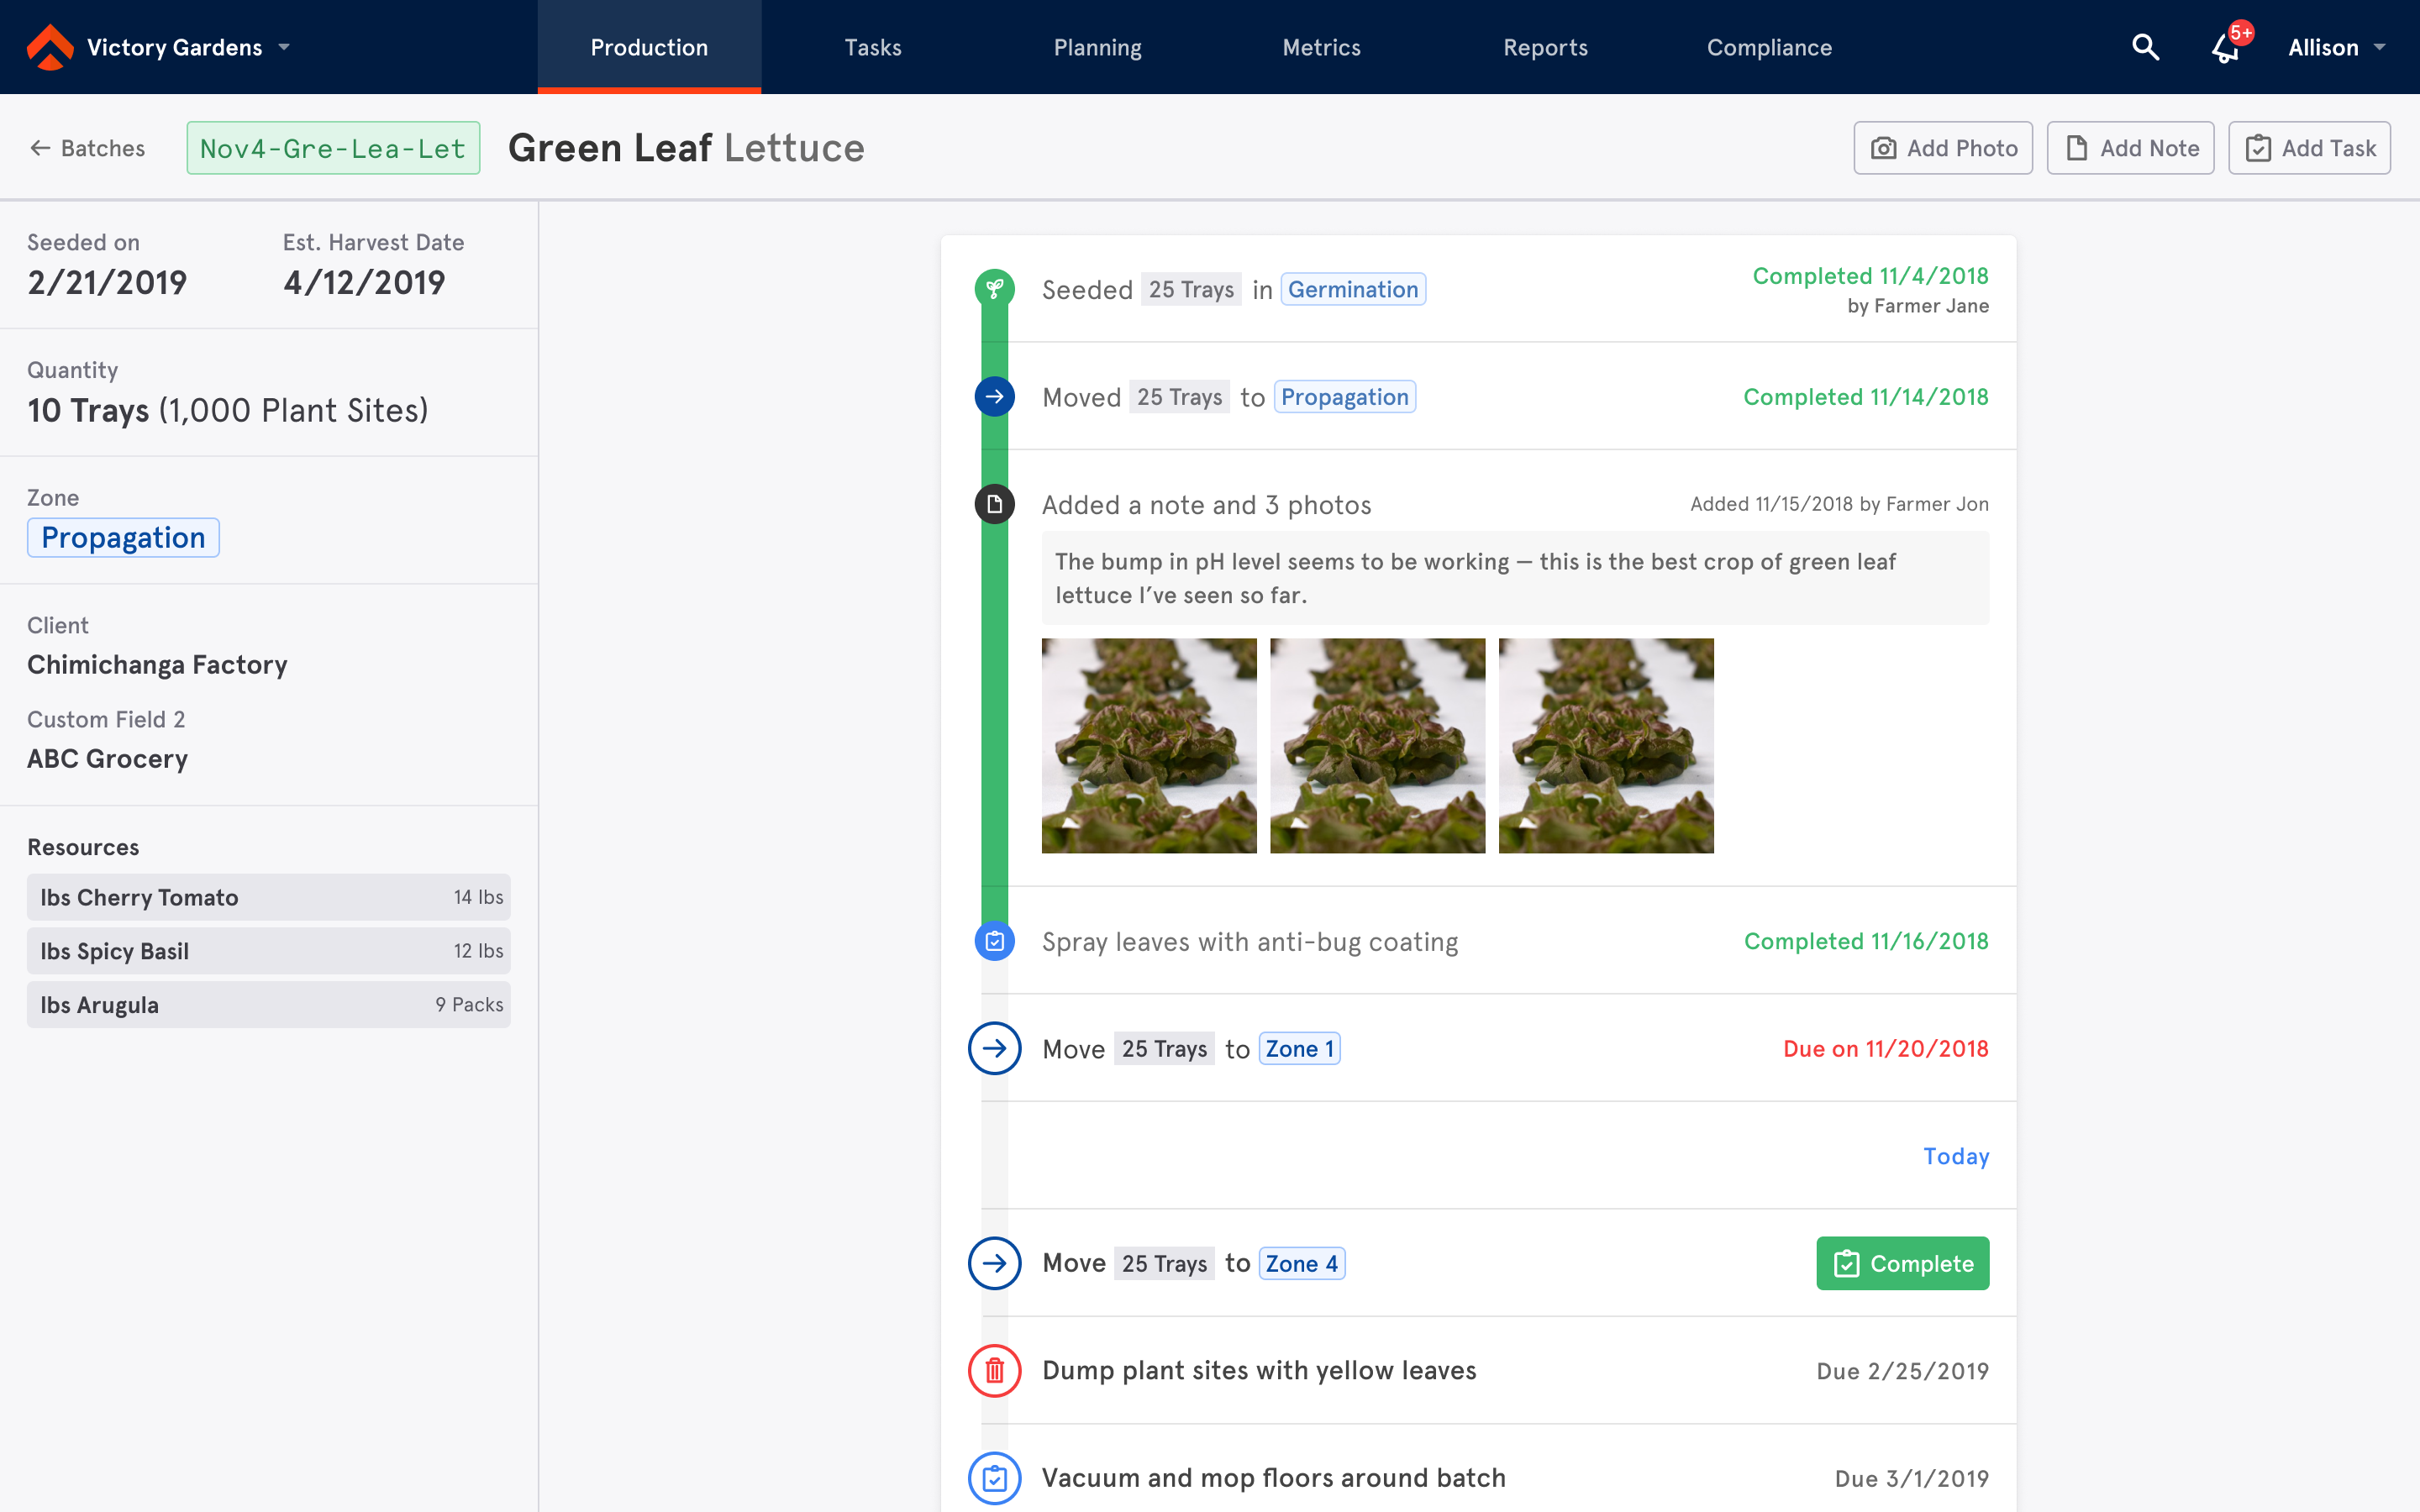 Victory Gardens
Production
Tasks
Planning
Metrics
Reports
Compliance
5+
Allison
Batches
Nov4-Gre-Lea-Let
Green Leaf Lettuce
Add Photo
Add Note
Add Task
Seeded on
2/21/2019
Est. Harvest Date
4/12/2019
Quantity
10 Trays (1,000 Plant Sites)
Zone
Propagation
Client
Chimichanga Factory
Custom Field 2
ABC Grocery
Resources
lbs Cherry Tomato 14 lbs
lbs Spicy Basil 12 lbs
lbs Arugula 9 Packs
Seeded 25 Trays in Germination
Completed 11/4/2018
by Farmer Jane
Moved 25 Trays to Propagation
Completed 11/14/2018
Added a note and 3 photos
Added 11/15/2018 by Farmer Jon
The bump in pH level seems to be working — this is the best crop of green leaf
lettuce I’ve seen so far.
Spray leaves with anti-bug coating
Completed 11/16/2018
Move 25 Trays to Zone 1
Due on 11/20/2018
Today
Move 25 Trays to Zone 4
Complete
Dump plant sites with yellow leaves
Due 2/25/2019
Vacuum and mop floors around batch
Due 3/1/2019